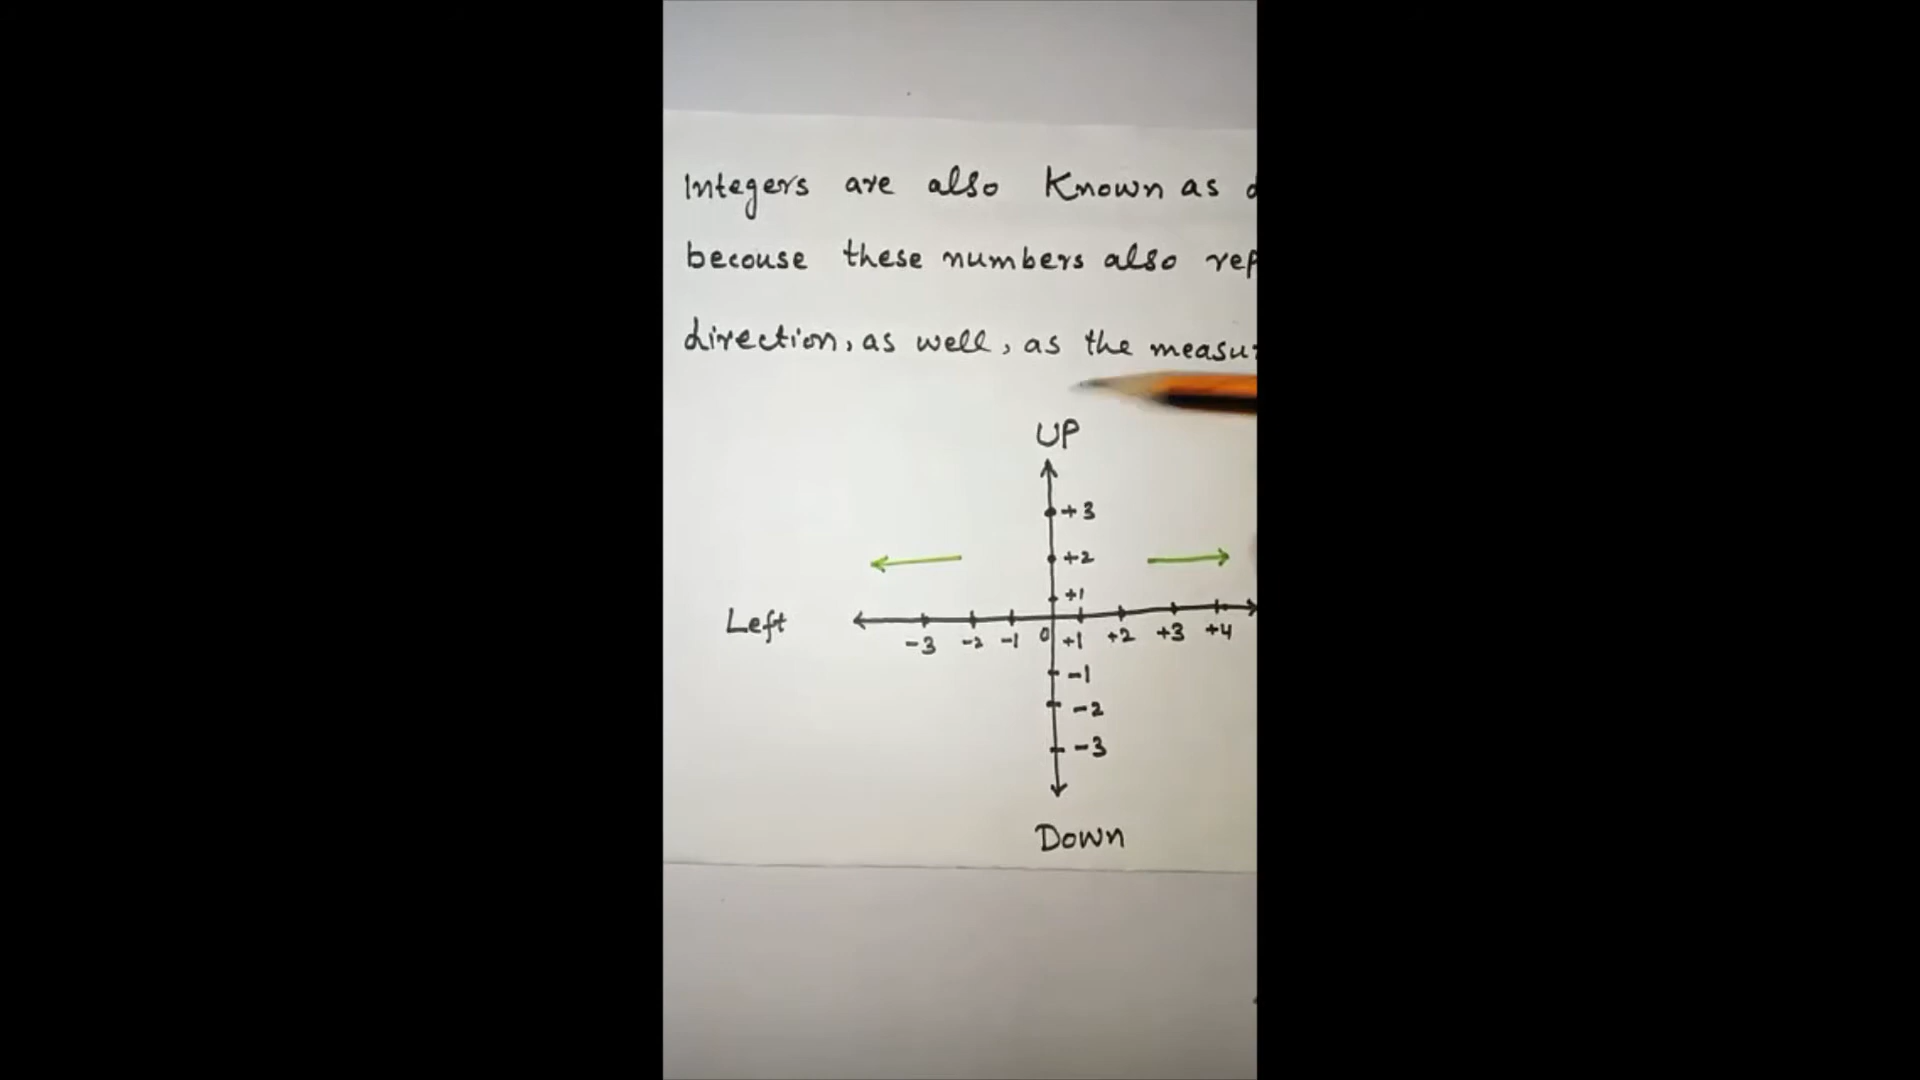 Integers are also Known as
becouse these numbers also
direction, as well, as the
UP
+3
+2
+1
Left
-3 -2 -1 0 +1 +2 +3 +4
-1
-2
-3
Down